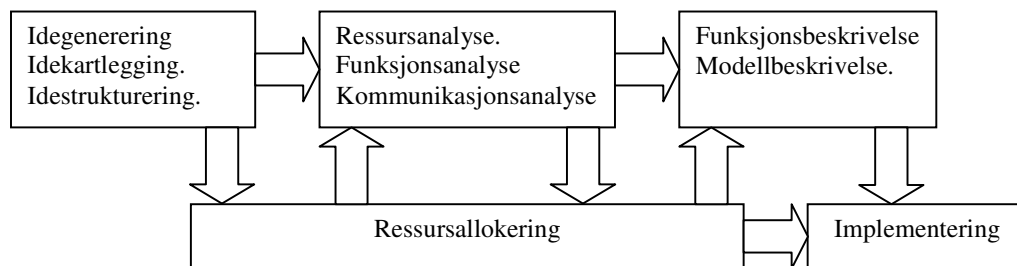 Idegenerering
Idekartlegging.
Idestrukturering.
Ressursanalyse.
Funksjonsanalyse
Kommunikasjonsanalyse
Funksjonsbeskrivelse
Modellbeskrivelse.
Ressursallokering
Implementering